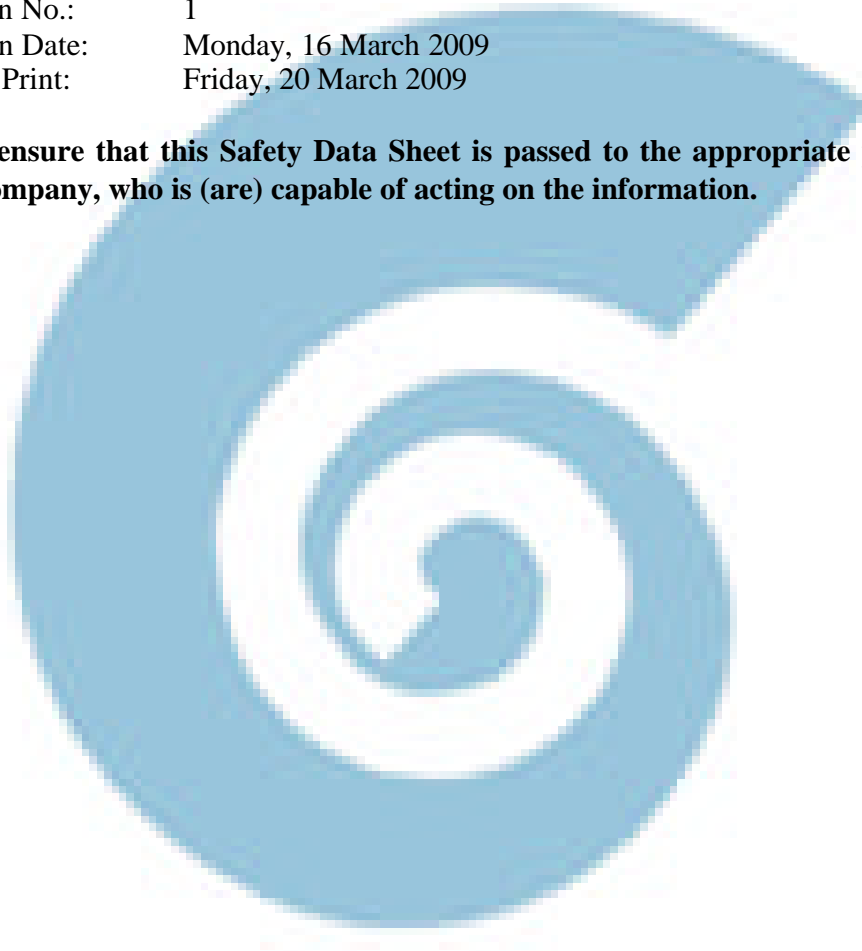 n No.: 1
n Date: Monday, 16 March 2009
Print: Friday, 20 March 2009
ensure that this Safety Data Sheet is passed to the appropriate
ompany, who is (are) capable of acting on the information.